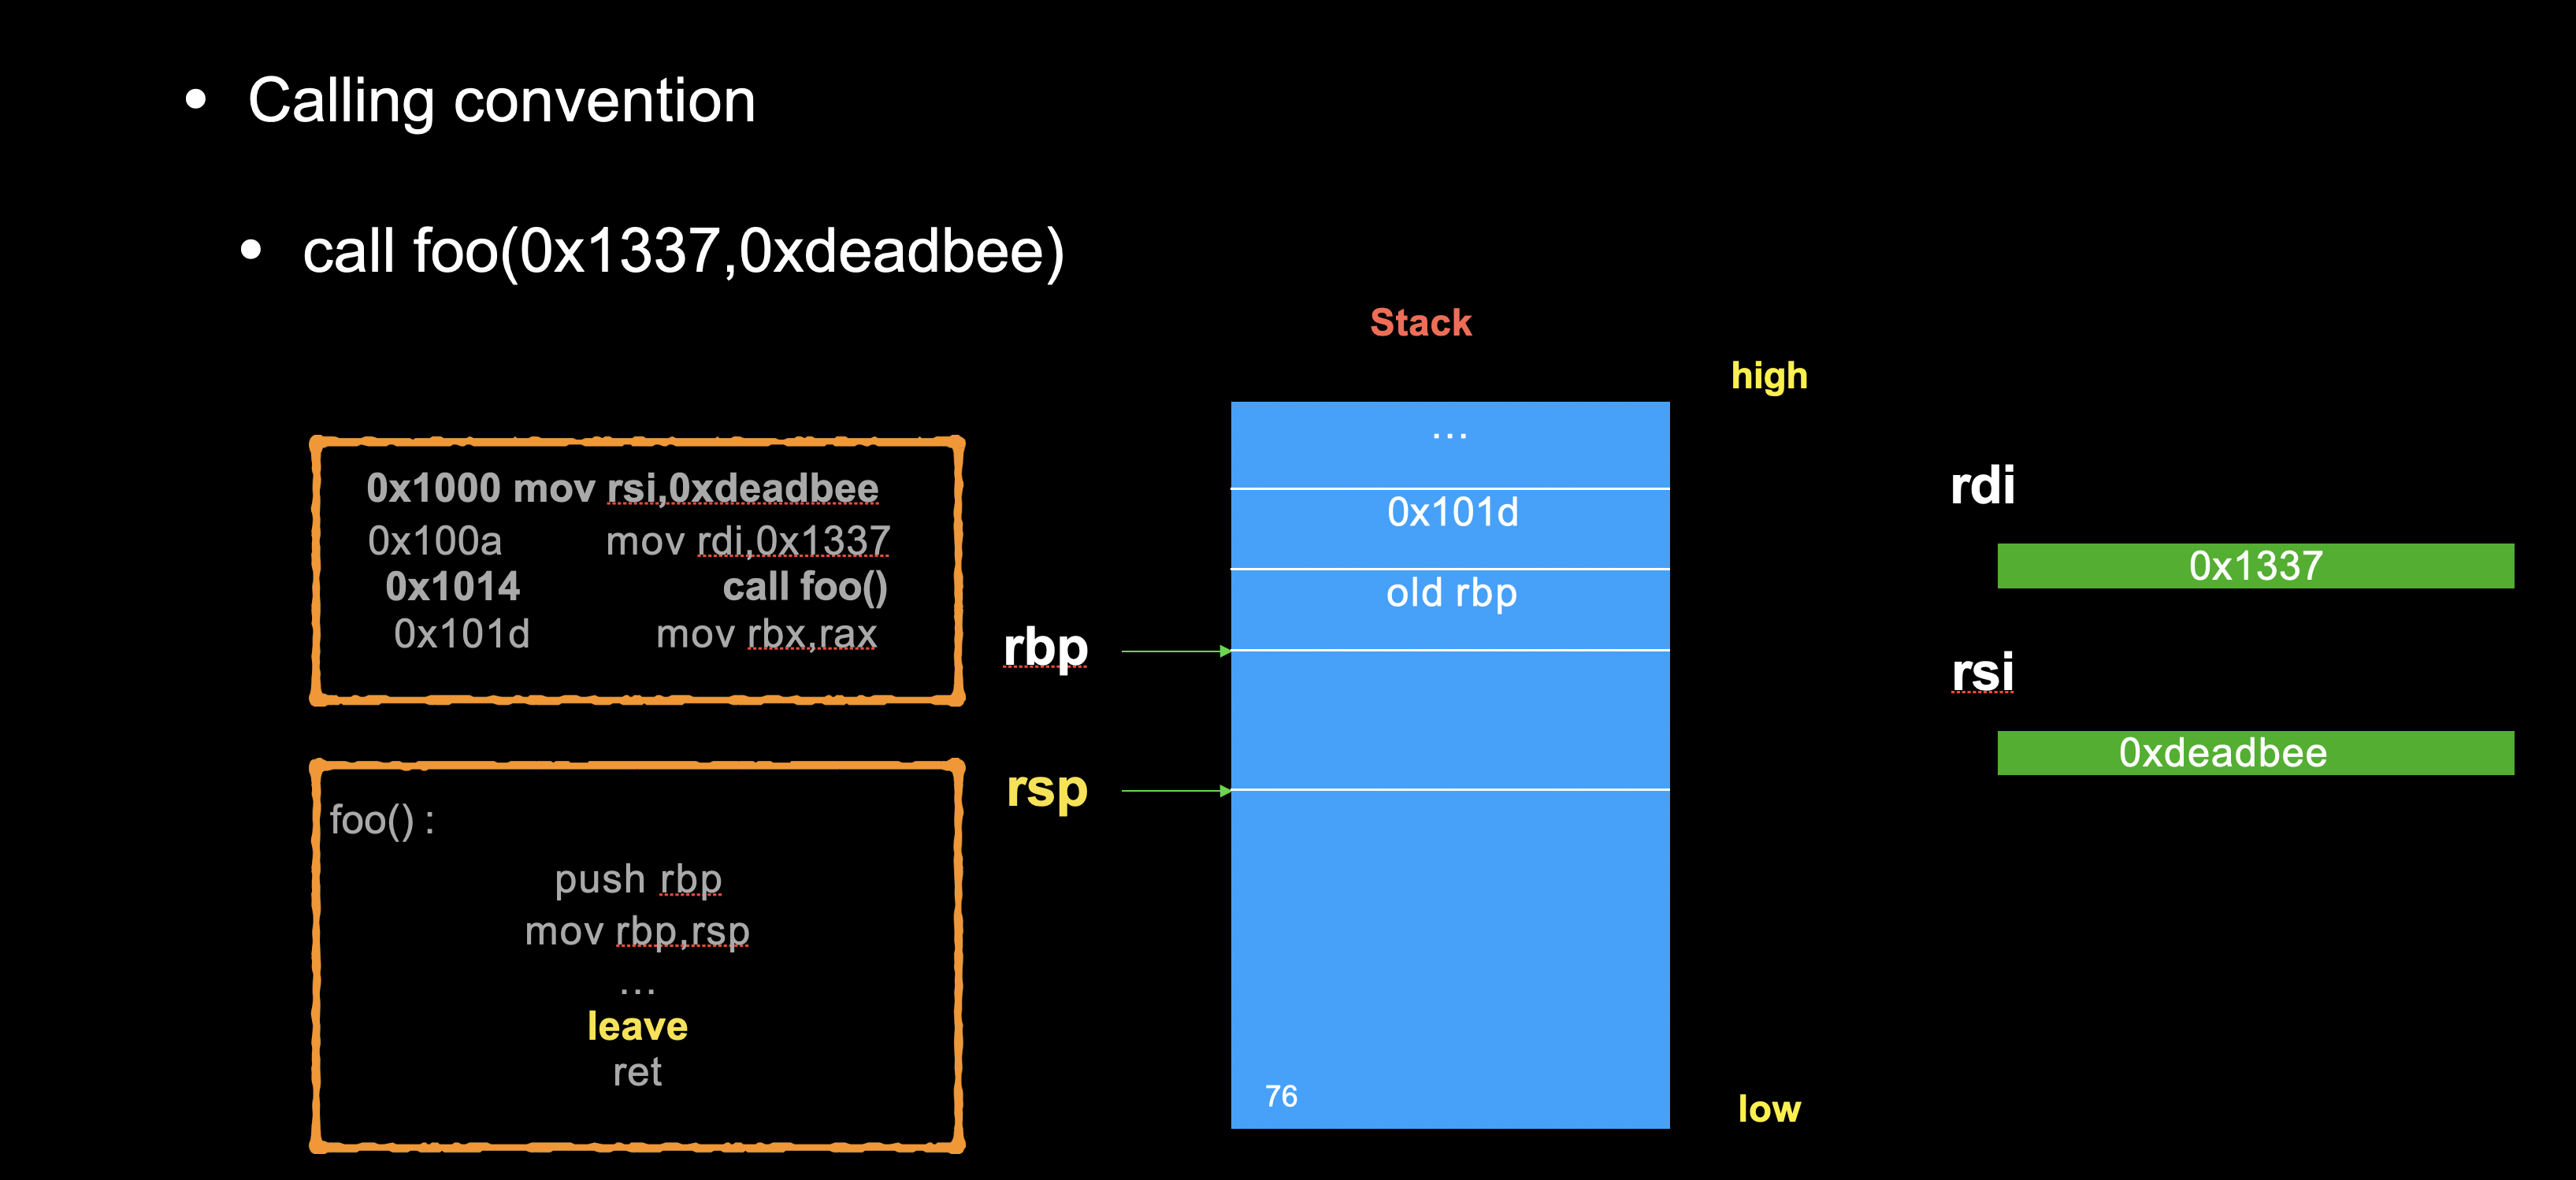 • Calling convention
• call foo(0x1337,0xdeadbee)
Stack
high
0x1000 mov rsi,0xdeadbee
0x100a mov rdi,0x1337
0x1014 call foo()
0x101d mov rbx,rax
foo() :
push rbp
mov rbp,rsp
...
leave
ret
rbp
rsp
...
0x101d
old rbp
76
low
rdi
0x1337
rsi
0xdeadbee